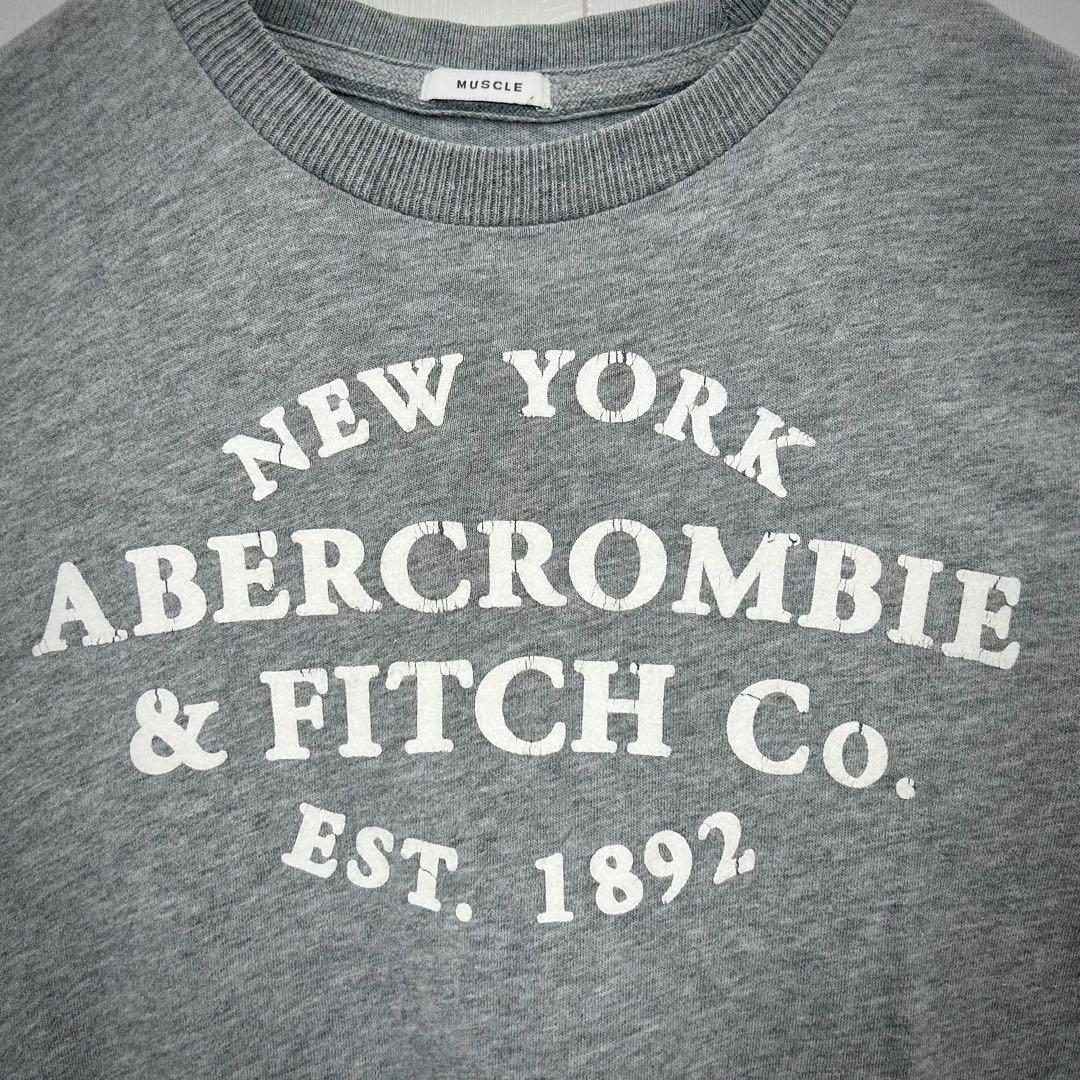 MUSCLE
NEW YORK
ABERCROMBIE
& FITCH Co.
EST. 1892